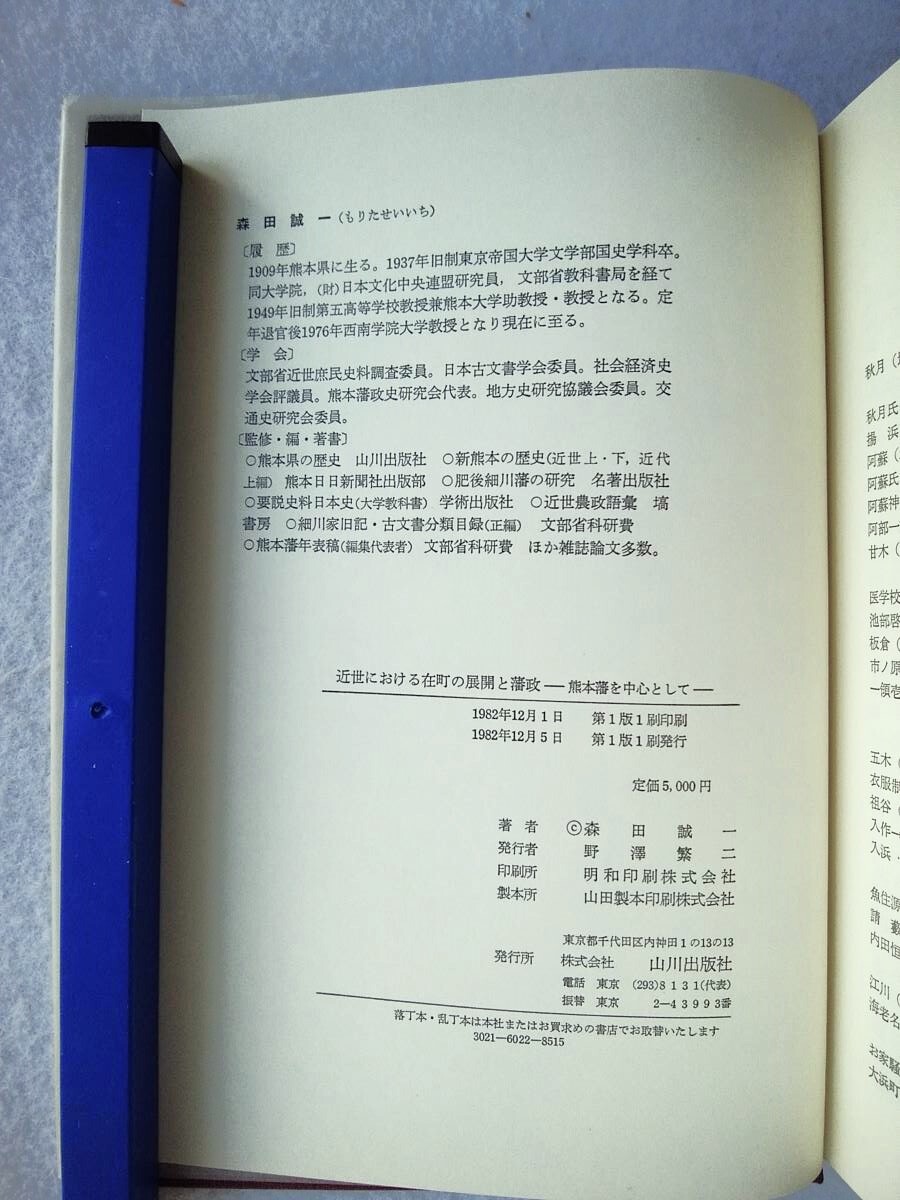 森田誠一(もりたせいいち)
〔履歴〕
1909年熊本県に生る。1937年旧制東京帝国大学文学部国史学科卒。
同大学院,(財)日本文化中央連盟研究員,文部省教科書局を経て
1949年旧制第五高等学校教授兼熊本大学助教授・教授となる。定
年退官後1976年西南学院大学教授となり現在に至る。
〔学会〕
文部省近世庶民史料調査委員。日本古文書学会委員。社会経済史
学会評議員。熊本藩政史研究会代表。地方史研究協議会委員。交
通史研究会委員。
〔監修・編・著書〕
○熊本県の歴史 山川出版社 ○新熊本の歴史(近世上・下,近代
上編) 熊本日日新聞社出版部 ○肥後細川藩の研究 名著出版社
○要説史料日本史(大学教科書) 学術出版社 ○近世農政語彙 塙
書房 ○細川家旧記・古文書分類目録(正編) 文部省科研費
○熊本藩年表稿(編集代表者) 文部省科研費 ほか雑誌論文多数。
近世における在町の展開と藩政―熊本藩を中心として―
1982年12月1日 第1版1刷印刷
1982年12月5日 第1版1刷発行
定価5,000円
著者 ©森田誠一
発行者 野澤繁二
印刷所 明和印刷株式会社
製本所 山田製本印刷株式会社
東京都千代田区内神田1の13の13
発行所 株式会社 山川出版社
電話 東京 (293)8131(代表)
振替 東京 2―43993番
落丁本・乱丁本は本社またはお買求めの書店でお取替いたします
3021―6022―8515
秋月(
秋月氏
揚浜
阿蘇(
阿蘇氏
阿蘇神
阿部一
甘木(
医学校
池部啓
板倉(
市ノ原
一領壱
五木(
衣服制
祖谷(
入作一
入浜・
魚住源
請藪
内田恒
江川(
海老名
お家騒
大浜町